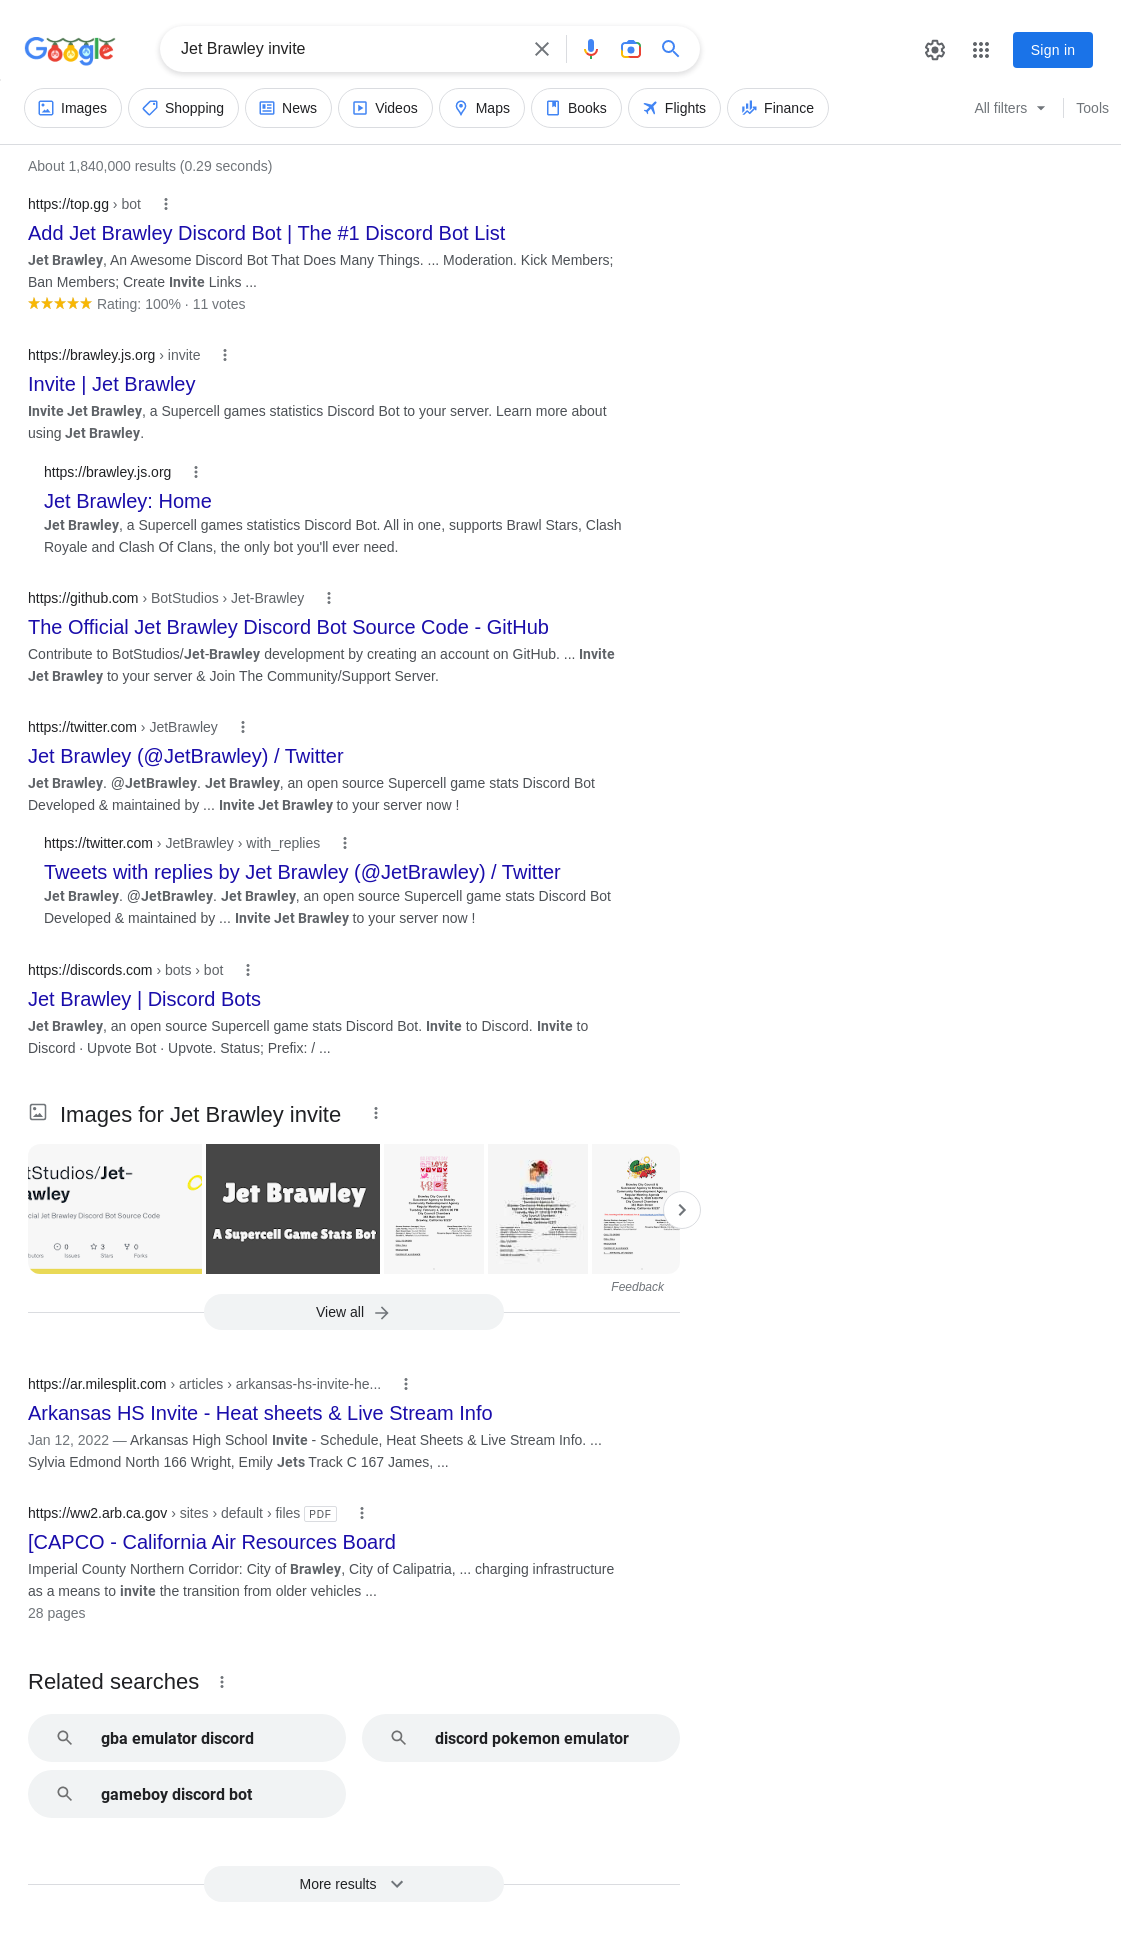 Google
Jet Brawley invite
Sign in
Images
Shopping
News
Videos
Maps
Books
Flights
Finance
All filters
Tools
About 1,840,000 results (0.29 seconds)
https://top.gg › bot
Add Jet Brawley Discord Bot | The #1 Discord Bot List
Jet Brawley, An Awesome Discord Bot That Does Many Things. ... Moderation. Kick Members;
Ban Members; Create Invite Links ...
Rating: 100% · 11 votes
https://brawley.js.org › invite
Invite | Jet Brawley
Invite Jet Brawley, a Supercell games statistics Discord Bot to your server. Learn more about
using Jet Brawley.
https://brawley.js.org
Jet Brawley: Home
Jet Brawley, a Supercell games statistics Discord Bot. All in one, supports Brawl Stars, Clash
Royale and Clash Of Clans, the only bot you'll ever need.
https://github.com › BotStudios › Jet-Brawley
The Official Jet Brawley Discord Bot Source Code - GitHub
Contribute to BotStudios/Jet-Brawley development by creating an account on GitHub. ... Invite
Jet Brawley to your server & Join The Community/Support Server.
https://twitter.com › JetBrawley
Jet Brawley (@JetBrawley) / Twitter
Jet Brawley. @JetBrawley. Jet Brawley, an open source Supercell game stats Discord Bot
Developed & maintained by ... Invite Jet Brawley to your server now !
https://twitter.com › JetBrawley › with_replies
Tweets with replies by Jet Brawley (@JetBrawley) / Twitter
Jet Brawley. @JetBrawley. Jet Brawley, an open source Supercell game stats Discord Bot
Developed & maintained by ... Invite Jet Brawley to your server now !
https://discords.com › bots › bot
Jet Brawley | Discord Bots
Jet Brawley, an open source Supercell game stats Discord Bot. Invite to Discord. Invite to
Discord · Upvote Bot · Upvote. Status; Prefix: / ...
Images for Jet Brawley invite
tStudios/Jet-
awley
cial Jet Brawley Discord Bot Source Code
0 3 0
Issues Stars Forks
Jet Brawley
A Supercell Game Stats Bot
Feedback
View all
https://ar.milesplit.com › articles › arkansas-hs-invite-he...
Arkansas HS Invite - Heat sheets & Live Stream Info
Jan 12, 2022 — Arkansas High School Invite - Schedule, Heat Sheets & Live Stream Info. ...
Sylvia Edmond North 166 Wright, Emily Jets Track C 167 James, ...
https://ww2.arb.ca.gov › sites › default › files PDF
[CAPCO - California Air Resources Board
Imperial County Northern Corridor: City of Brawley, City of Calipatria, ... charging infrastructure
as a means to invite the transition from older vehicles ...
28 pages
Related searches
gba emulator discord
discord pokemon emulator
gameboy discord bot
More results